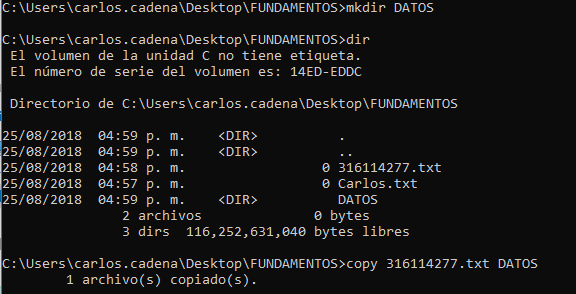 C:\Users\carlos.cadena\Desktop\FUNDAMENTOS>mkdir DATOS
C:\Users\carlos.cadena\Desktop\FUNDAMENTOS>dir
El volumen de la unidad C no tiene etiqueta.
El número de serie del volumen es: 14ED-EDDC
Directorio de C:\Users\carlos.cadena\Desktop\FUNDAMENTOS
25/08/2018  04:59 p. m.    <DIR>          .
25/08/2018  04:59 p. m.    <DIR>          ..
25/08/2018  04:58 p. m.                 0 316114277.txt
25/08/2018  04:57 p. m.                 0 Carlos.txt
25/08/2018  04:59 p. m.    <DIR>          DATOS
2 archivos              0 bytes
3 dirs  116,252,631,040 bytes libres
C:\Users\carlos.cadena\Desktop\FUNDAMENTOS>copy 316114277.txt DATOS
1 archivo(s) copiado(s).